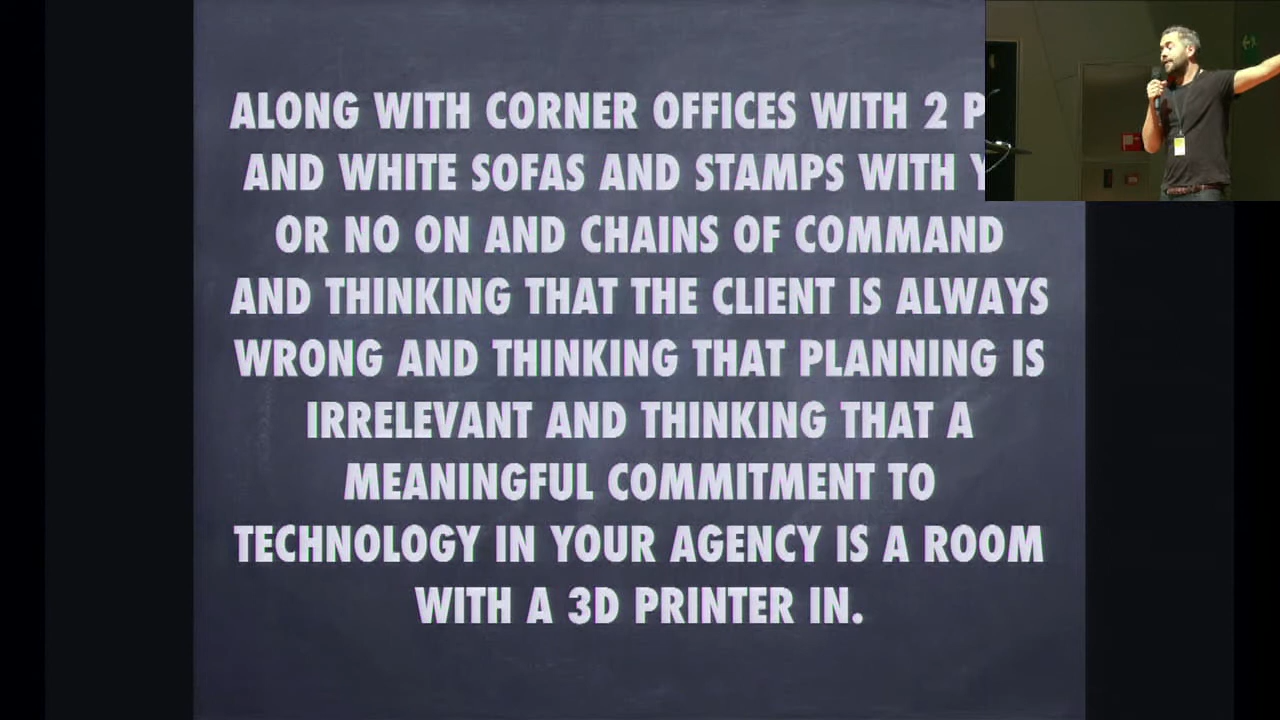 ALONG WITH CORNER OFFICES WITH 2
AND WHITE SOFAS AND STAMPS WITH
OR NO ON AND CHAINS OF COMMAND
AND THINKING THAT THE CLIENT IS ALWAYS
WRONG AND THINKING THAT PLANNING IS
IRRELEVANT AND THINKING THAT A
MEANINGFUL COMMITMENT TO
TECHNOLOGY IN YOUR AGENCY IS A ROOM
WITH A 3D PRINTER IN.